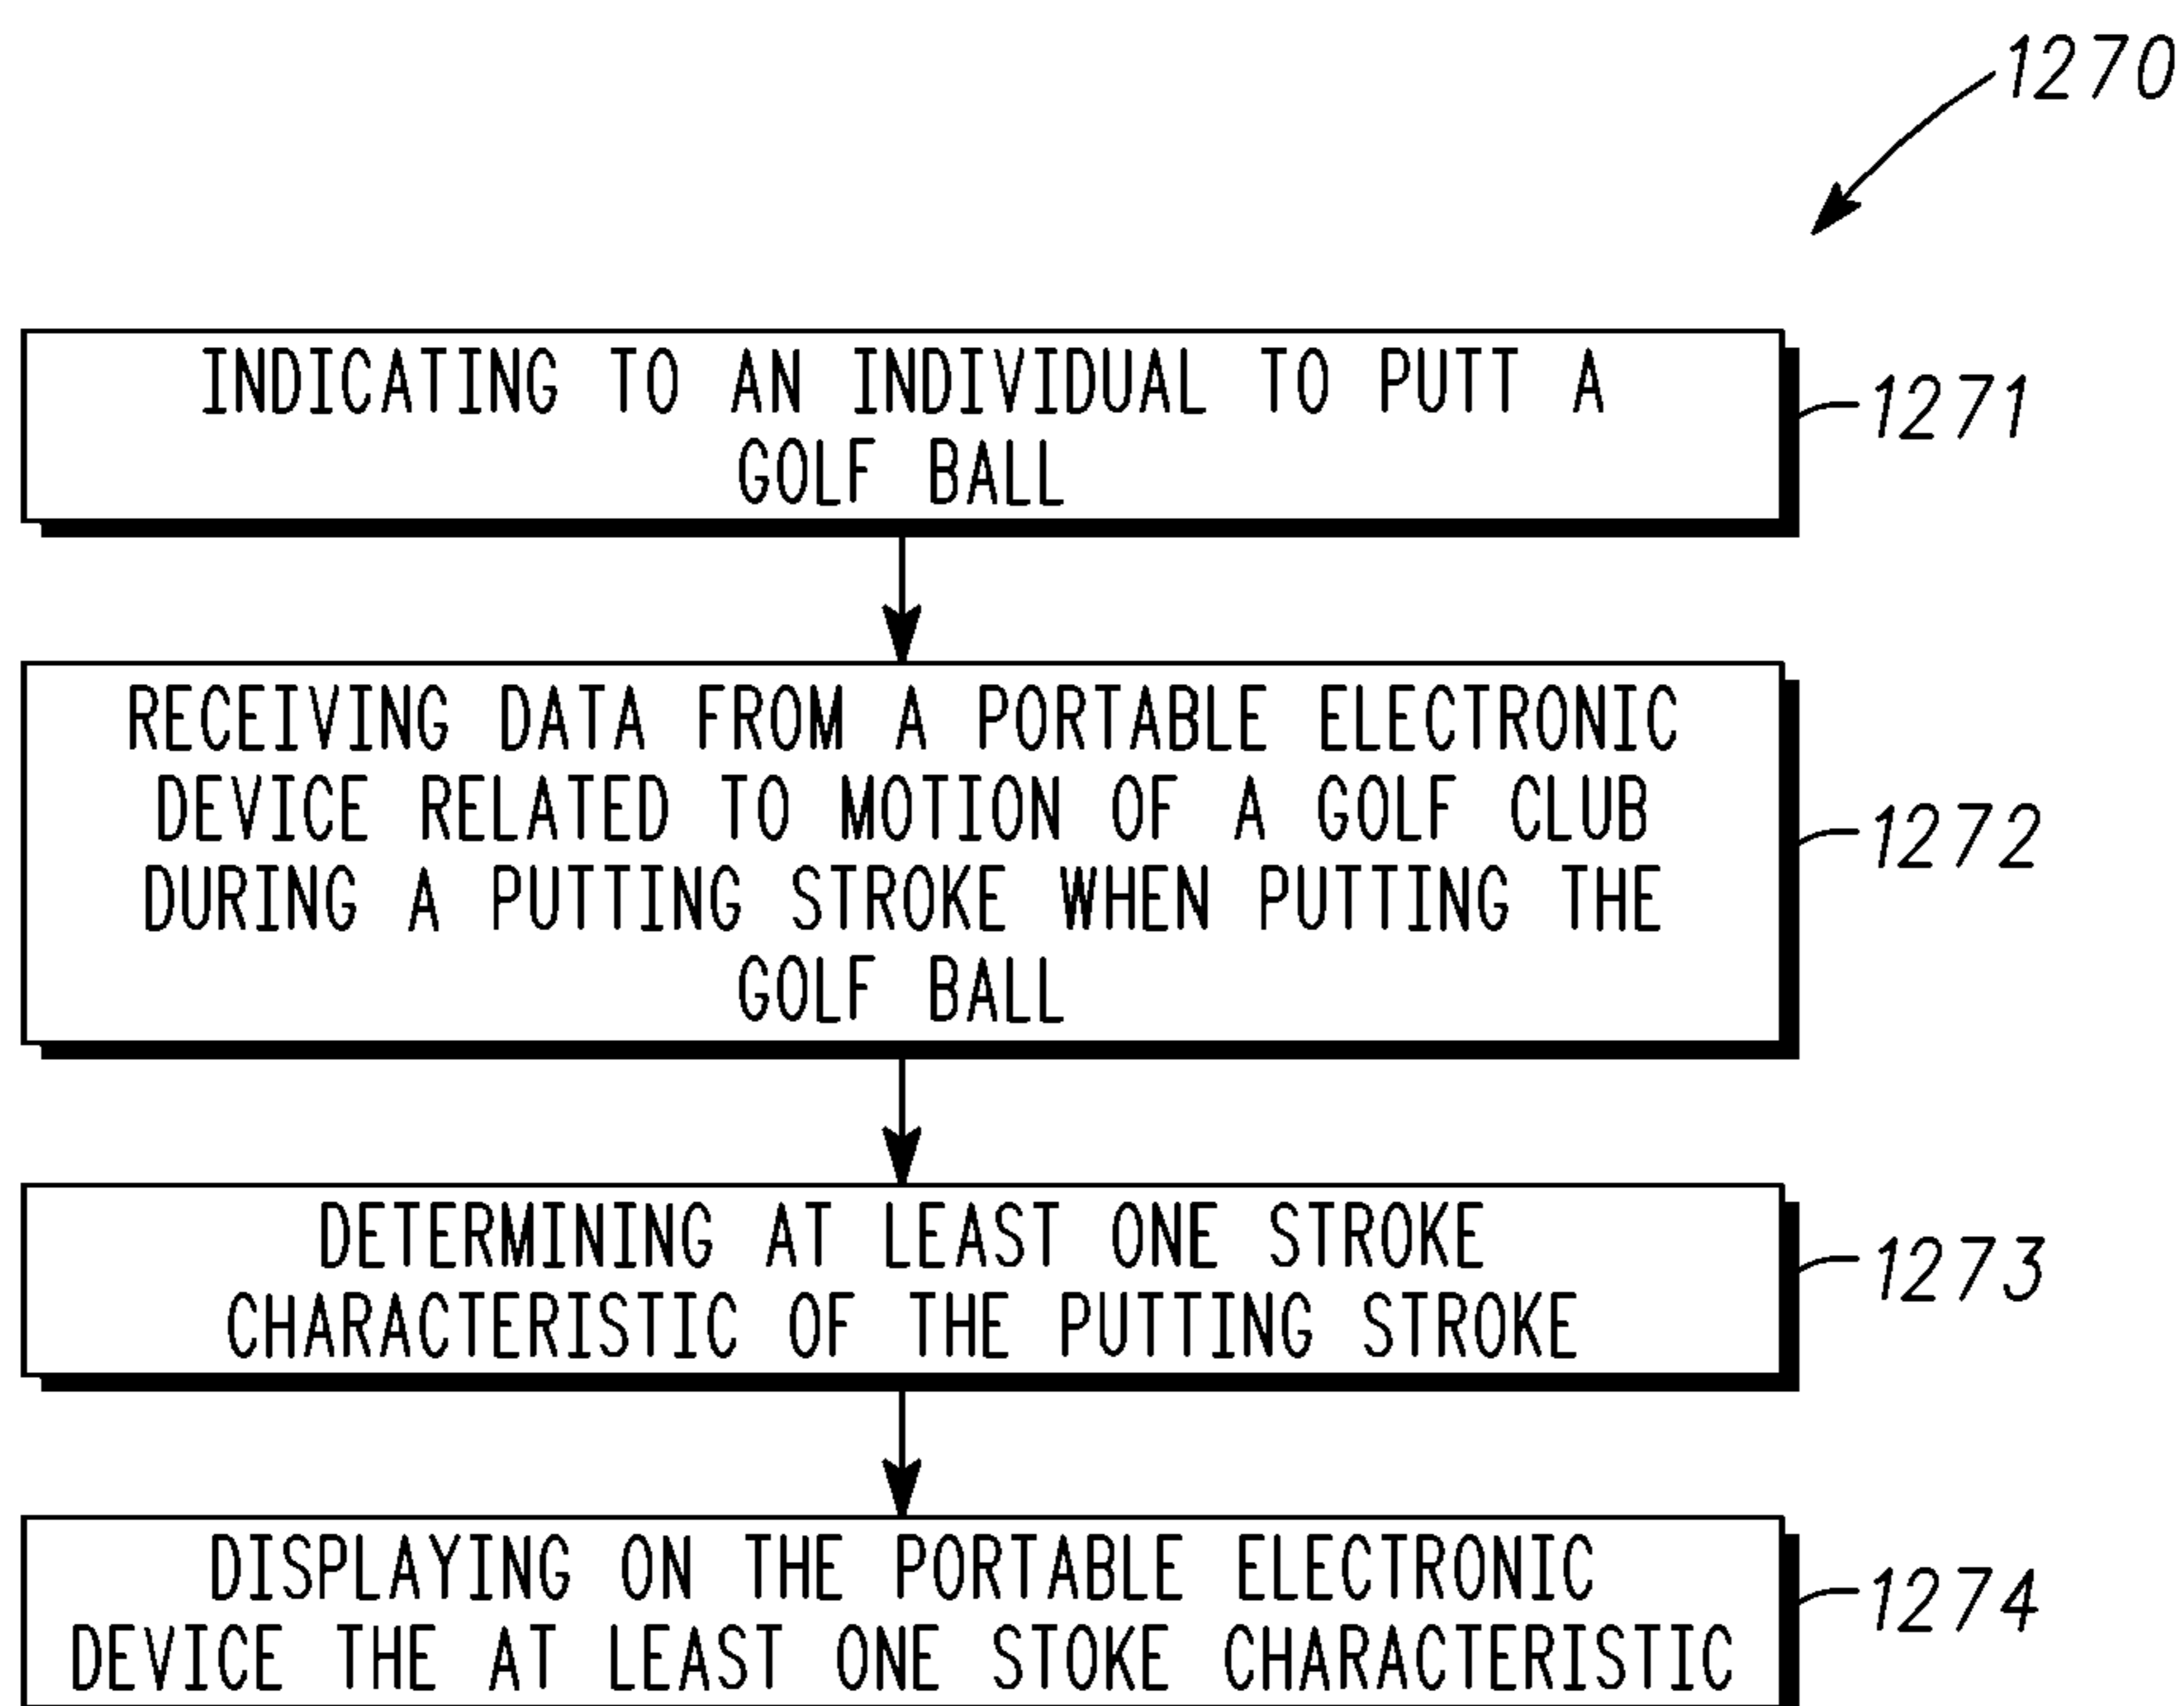 1270
INDICATING TO AN INDIVIDUAL TO PUTT A
GOLF BALL
1271
RECEIVING DATA FROM A PORTABLE ELECTRONIC
DEVICE RELATED TO MOTION OF A GOLF CLUB
DURING A PUTTING STROKE WHEN PUTTING THE
GOLF BALL
1272
DETERMINING AT LEAST ONE STROKE
CHARACTERISTIC OF THE PUTTING STROKE
1273
DISPLAYING ON THE PORTABLE ELECTRONIC
DEVICE THE AT LEAST ONE STOKE CHARACTERISTIC
1274